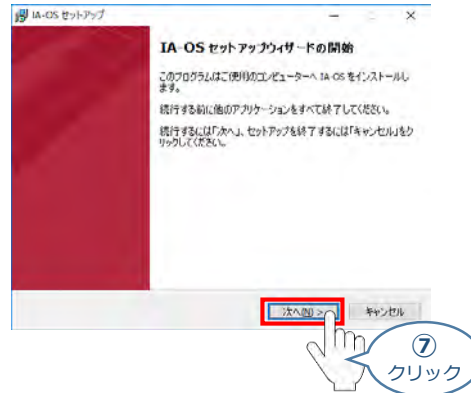 IA-OS セットアップ
IA-OS セットアップウィザードの開始
このプログラムはご使用のコンピューターへ IA-OS をインストールし
ます。
続行する前に他のアプリケーションをすべて終了してください。
続行するには「次へ」、セットアップを終了するには「キャンセル」をク
リックしてください。
次へ(N) >
キャンセル
⑦
クリック